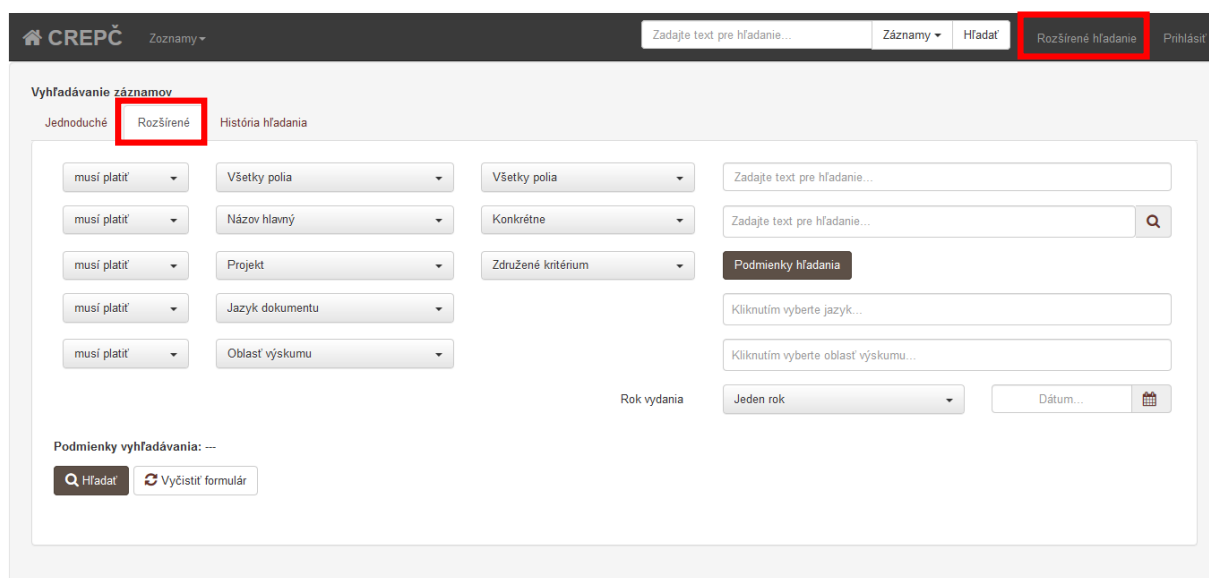 CREPČ Zoznamy Zadajte text pre hľadanie... Záznamy Hľadať Rozšírené hľadanie Prihlásiť
Vyhľadávanie záznamov
Jednoduché Rozšírené História hľadania
musí platiť Všetky polia Všetky polia Zadajte text pre hľadanie...
musí platiť Názov hlavný Konkrétne Zadajte text pre hľadanie...
musí platiť Projekt Združené kritérium Podmienky hľadania
musí platiť Jazyk dokumentu Kliknutím vyberte jazyk...
musí platiť Oblasť výskumu Kliknutím vyberte oblasť výskumu...
Rok vydania Jeden rok Dátum...
Podmienky vyhľadávania: ---
Hľadať Vyčistiť formulár